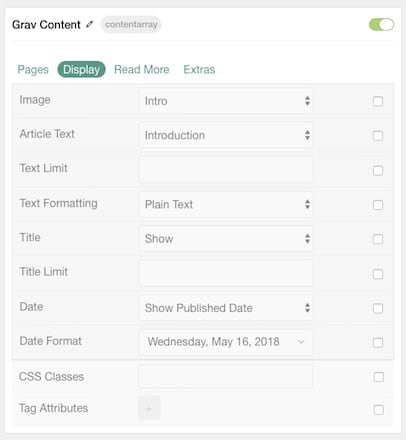 Grav Content contentarray
Pages Display Read More Extras
Image Intro
Article Text Introduction
Text Limit
Text Formatting Plain Text
Title Show
Title Limit
Date Show Published Date
Date Format Wednesday, May 16, 2018
CSS Classes
Tag Attributes +